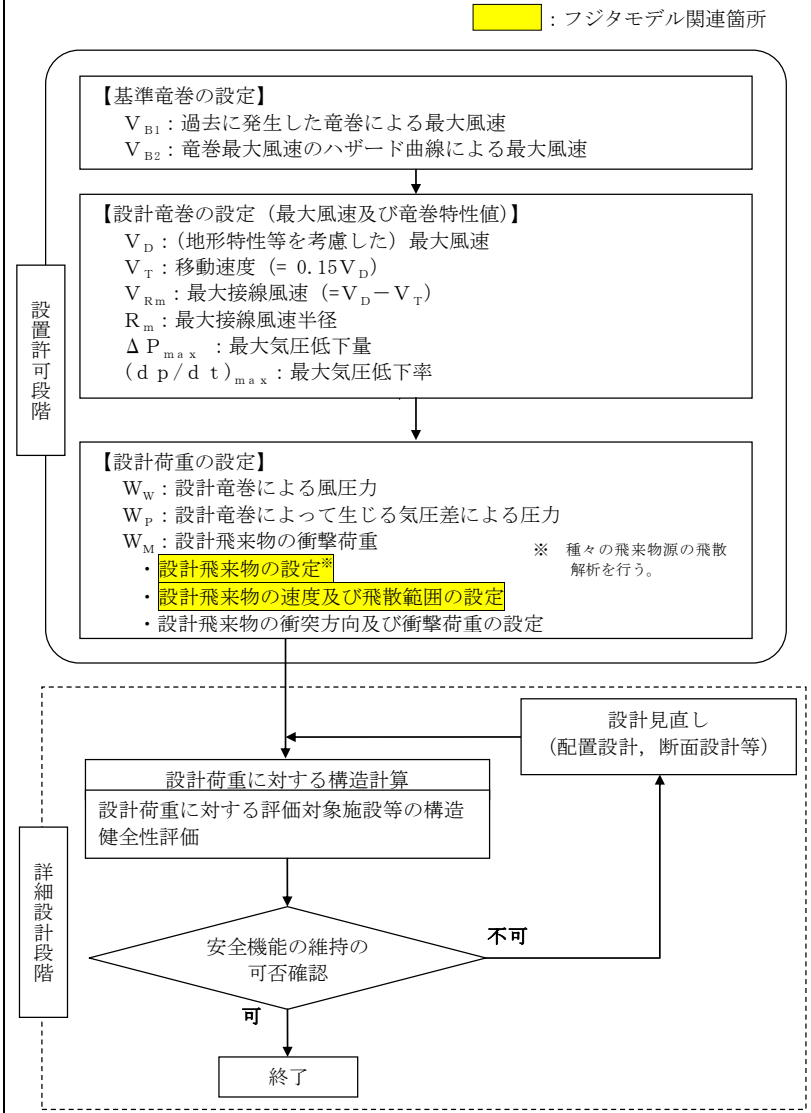 ：フジタモデル関連箇所
【基準竜巻の設定】
V_B1：過去に発生した竜巻による最大風速
V_B2：竜巻最大風速のハザード曲線による最大風速
【設計竜巻の設定（最大風速及び竜巻特性値）】
V_D：（地形特性等を考慮した）最大風速
V_T：移動速度（= 0.15V_D）
V_Rm：最大接線風速（=V_D－V_T）
R_m：最大接線風速半径
ΔP_max ：最大気圧低下量
(dp/dt)_max：最大気圧低下率
設置許可段階
【設計荷重の設定】
W_W：設計竜巻による風圧力
W_P：設計竜巻によって生じる気圧差による圧力
W_M：設計飛来物の衝撃荷重
・設計飛来物の設定※
・設計飛来物の速度及び飛散範囲の設定
・設計飛来物の衝突方向及び衝撃荷重の設定
※ 種々の飛来物源の飛散
解析を行う。
設計見直し
（配置設計，断面設計等）
設計荷重に対する構造計算
設計荷重に対する評価対象施設等の構造
健全性評価
詳細設計段階
安全機能の維持の
可否確認
不可
可
終了